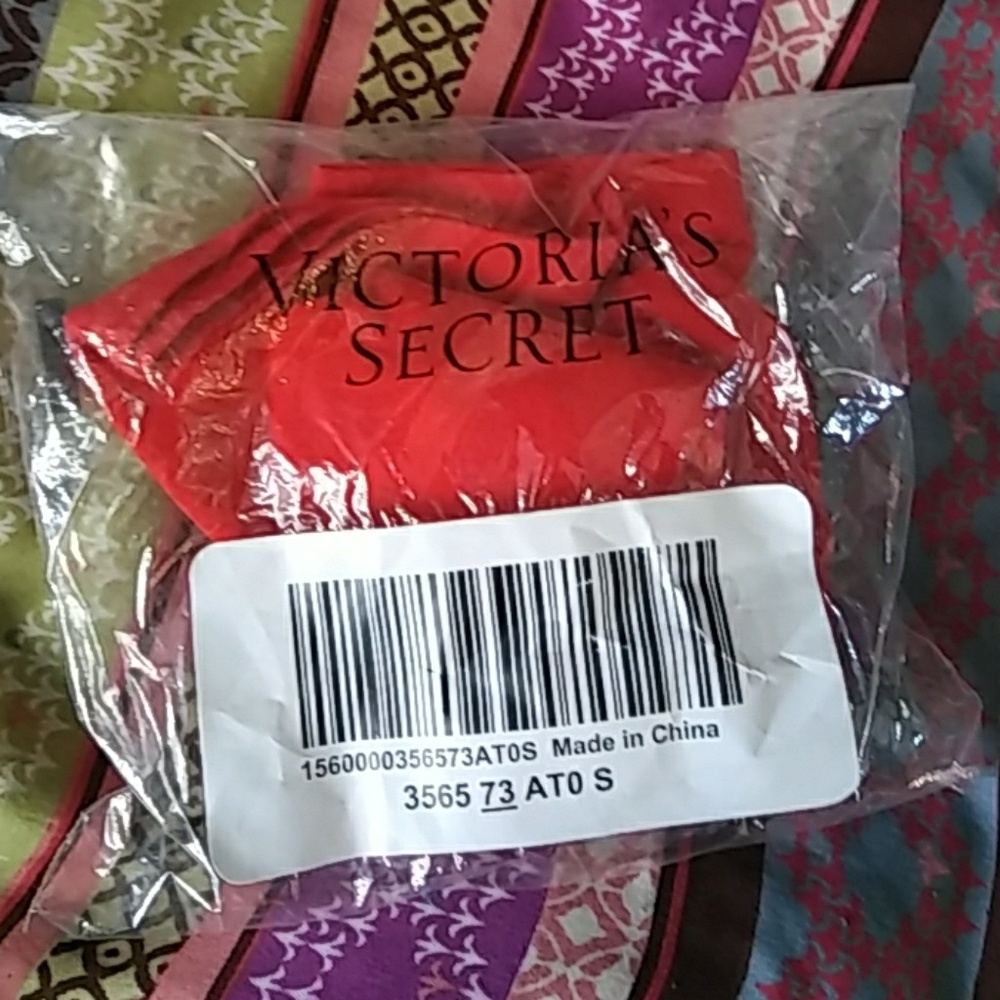 VICTORIA'S
SECRET
1560000356573AT0S Made in China
3565 73 AT0 S